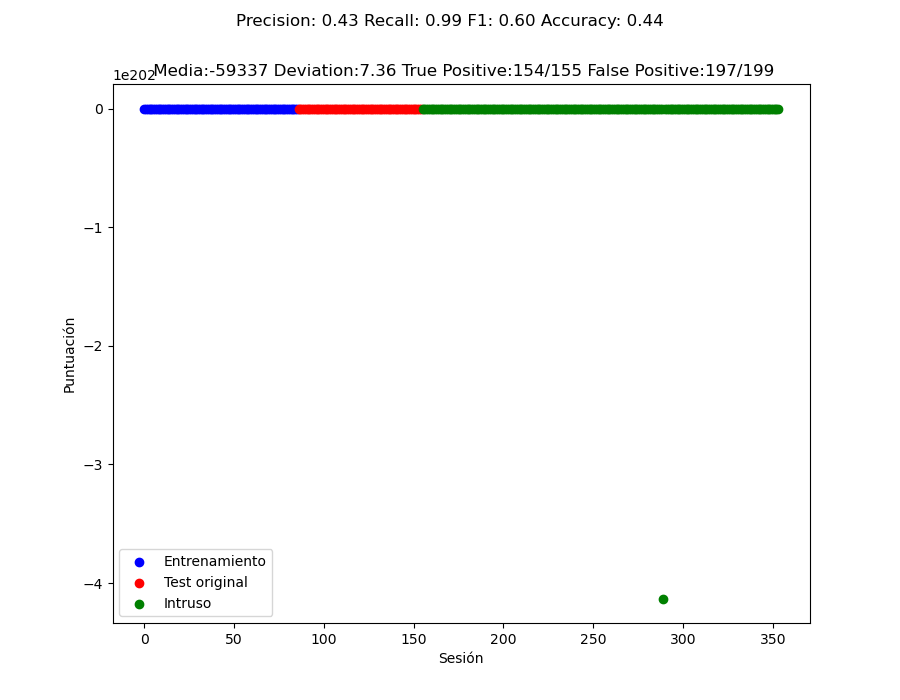 Precision: 0.43 Recall: 0.99 F1: 0.60 Accuracy: 0.44
1e202
Media:-59337 Deviation:7.36 True Positive:154/155 False Positive:197/199
0
−1
−2
−3
−4
Puntuación
Entrenamiento
Test original
Intruso
0 50 100 150 200 250 300 350
Sesión